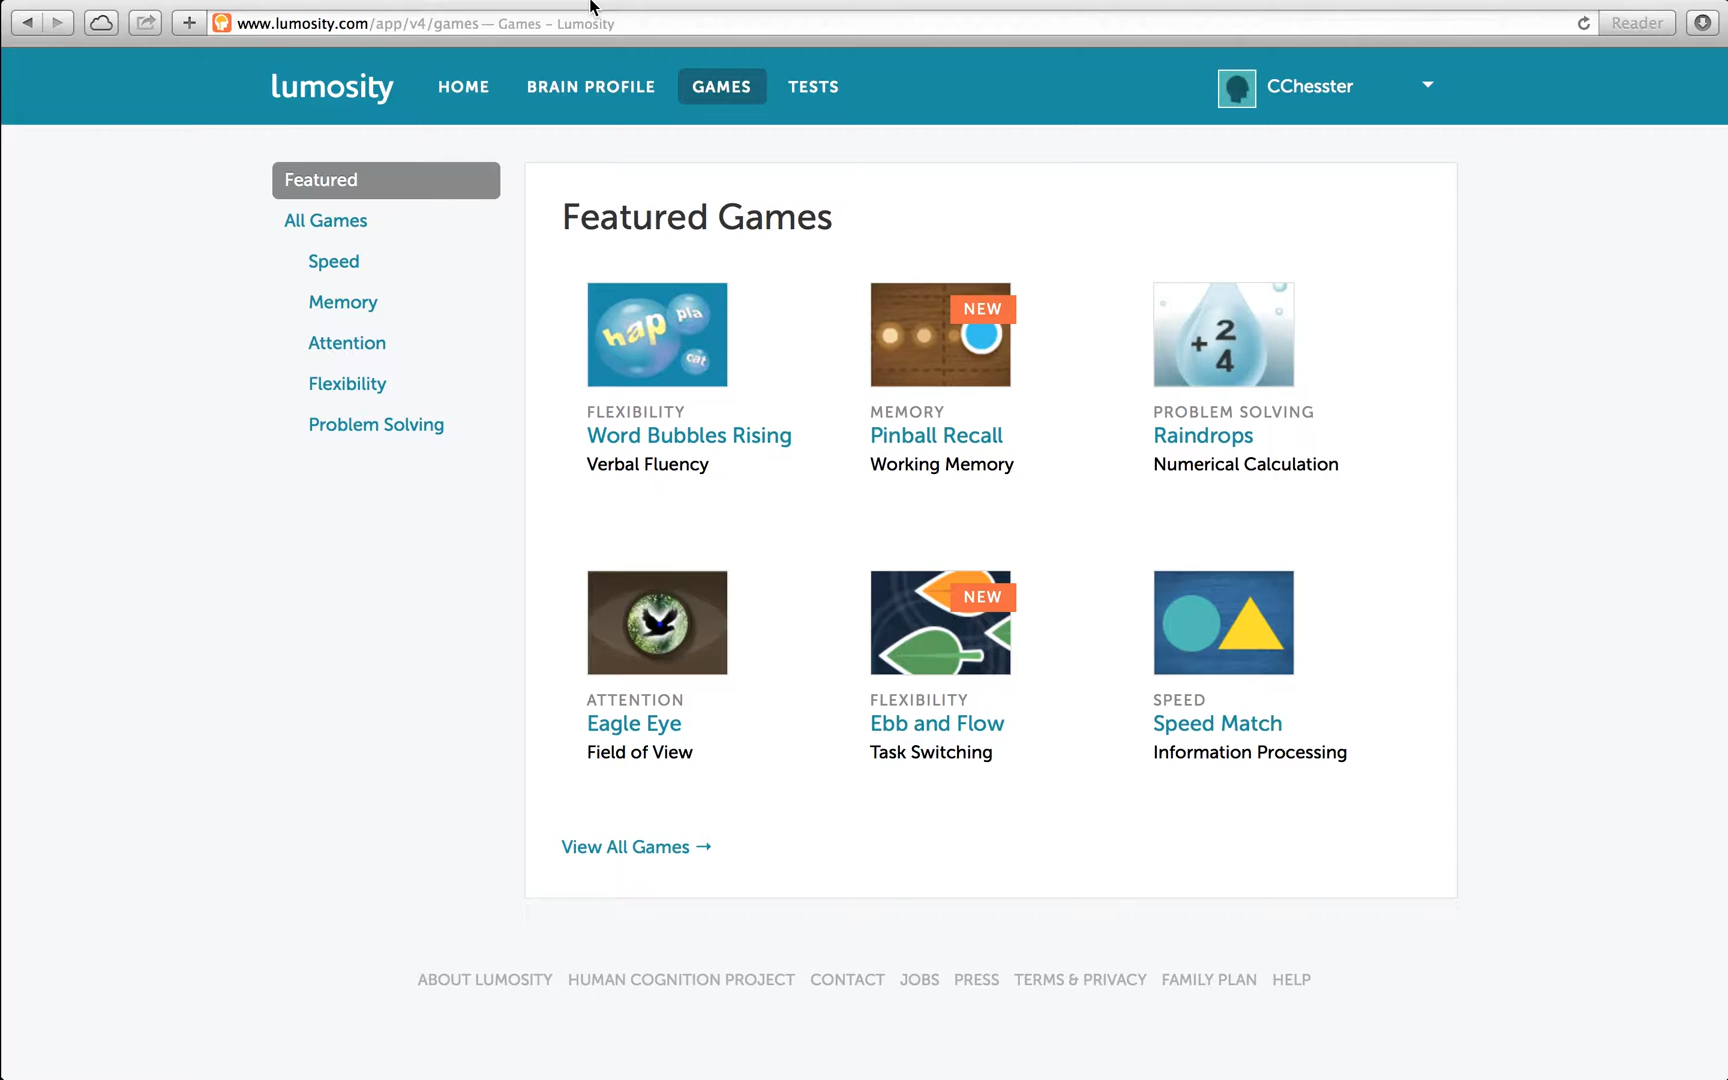 www.lumosity.com/app/v4/games — Games – Lumosity
Reader
lumosity HOME BRAIN PROFILE GAMES TESTS CChesster
Featured
All Games
Speed
Memory
Attention
Flexibility
Problem Solving
Featured Games
hap pla cat
NEW
+ 2 4
FLEXIBILITY
Word Bubbles Rising
Verbal Fluency
MEMORY
Pinball Recall
Working Memory
PROBLEM SOLVING
Raindrops
Numerical Calculation
NEW
ATTENTION
Eagle Eye
Field of View
FLEXIBILITY
Ebb and Flow
Task Switching
SPEED
Speed Match
Information Processing
View All Games →
ABOUT LUMOSITY HUMAN COGNITION PROJECT CONTACT JOBS PRESS TERMS & PRIVACY FAMILY PLAN HELP